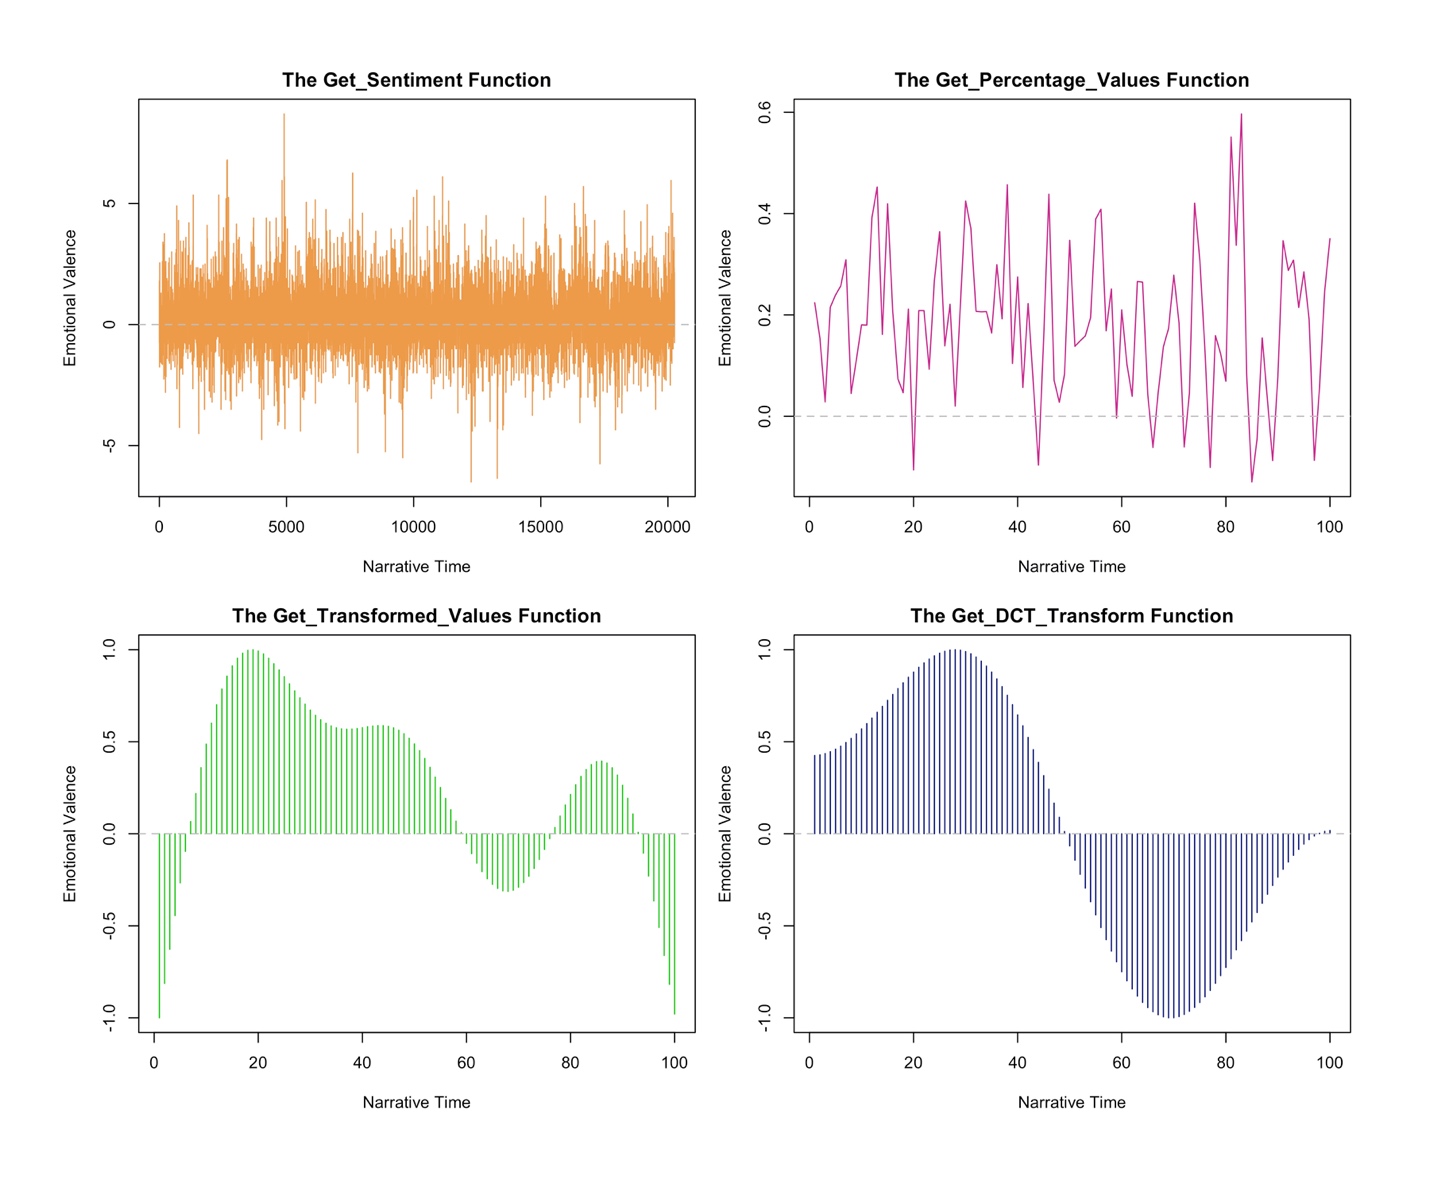 The Get_Sentiment Function
Emotional Valence
5
0
-5
0 5000 10000 15000 20000
Narrative Time
The Get_Percentage_Values Function
Emotional Valence
0.6
0.4
0.2
0.0
0 20 40 60 80 100
Narrative Time
The Get_Transformed_Values Function
Emotional Valence
1.0
0.5
0.0
-0.5
-1.0
0 20 40 60 80 100
Narrative Time
The Get_DCT_Transform Function
Emotional Valence
1.0
0.5
0.0
-0.5
-1.0
0 20 40 60 80 100
Narrative Time